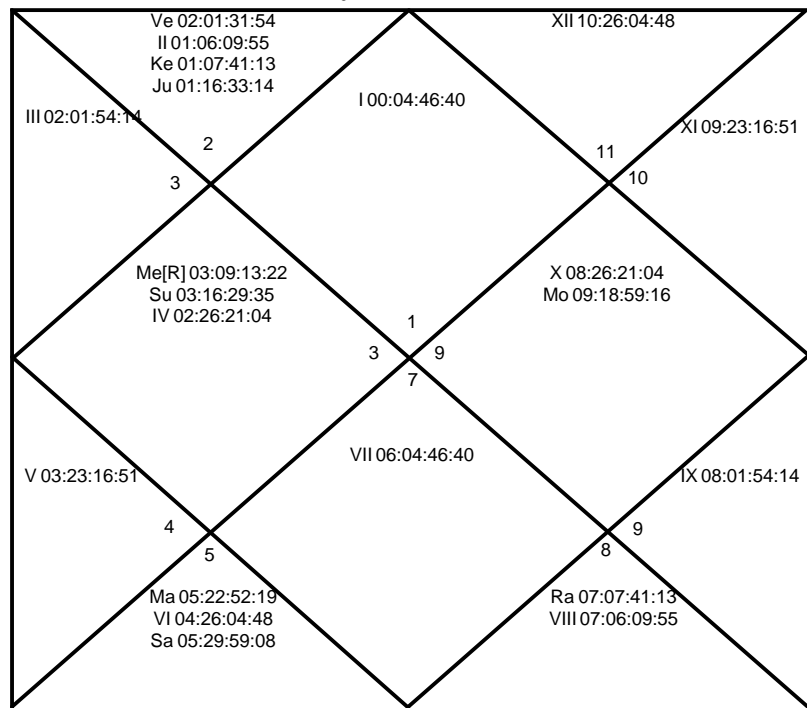 Ve 02:01:31:54
II 01:06:09:55
Ke 01:07:41:13
Ju 01:16:33:14
XII 10:26:04:48
I 00:04:46:40
III 02:01:54:14
XI 09:23:16:51
2
11
3
10
Me[R] 03:09:13:22
Su 03:16:29:35
IV 02:26:21:04
X 08:26:21:04
Mo 09:18:59:16
1
3
9
7
VII 06:04:46:40
V 03:23:16:51
IX 08:01:54:14
4
9
5
8
Ma 05:22:52:19
VI 04:26:04:48
Sa 05:29:59:08
Ra 07:07:41:13
VIII 07:06:09:55